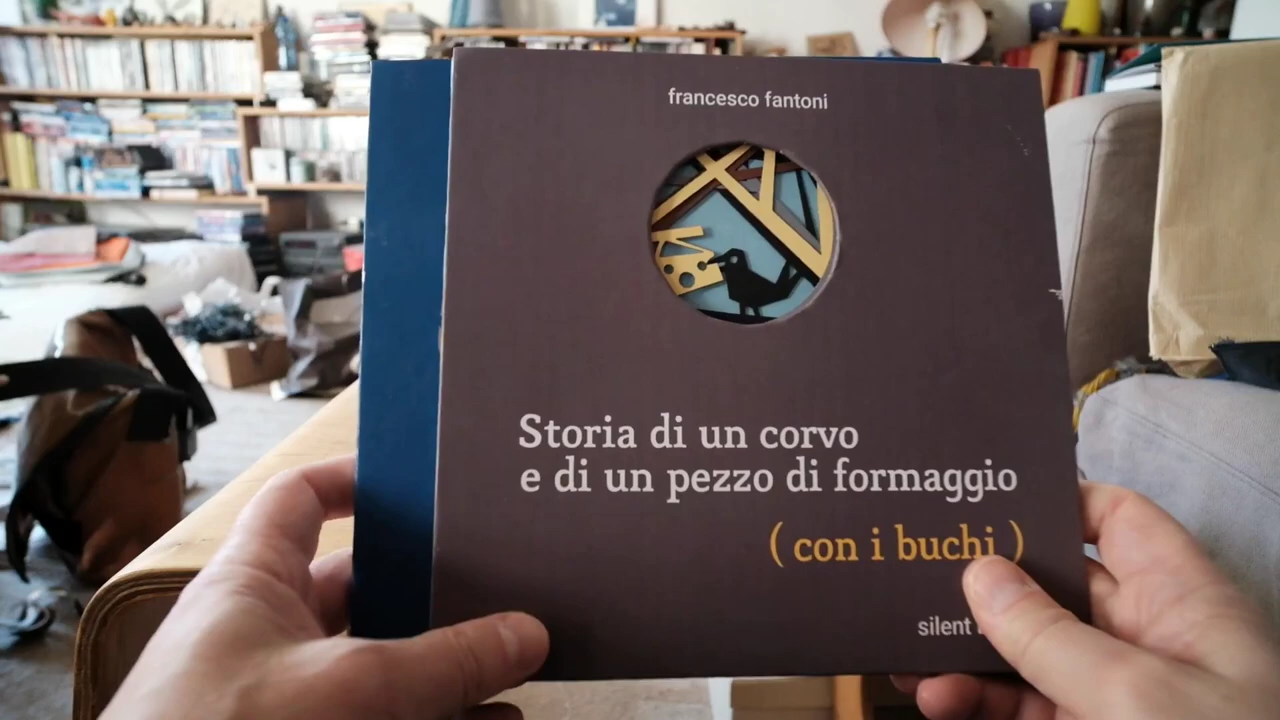 francesco fantoni
Storia di un corvo
e di un pezzo di formaggio
( con i buchi )
silent